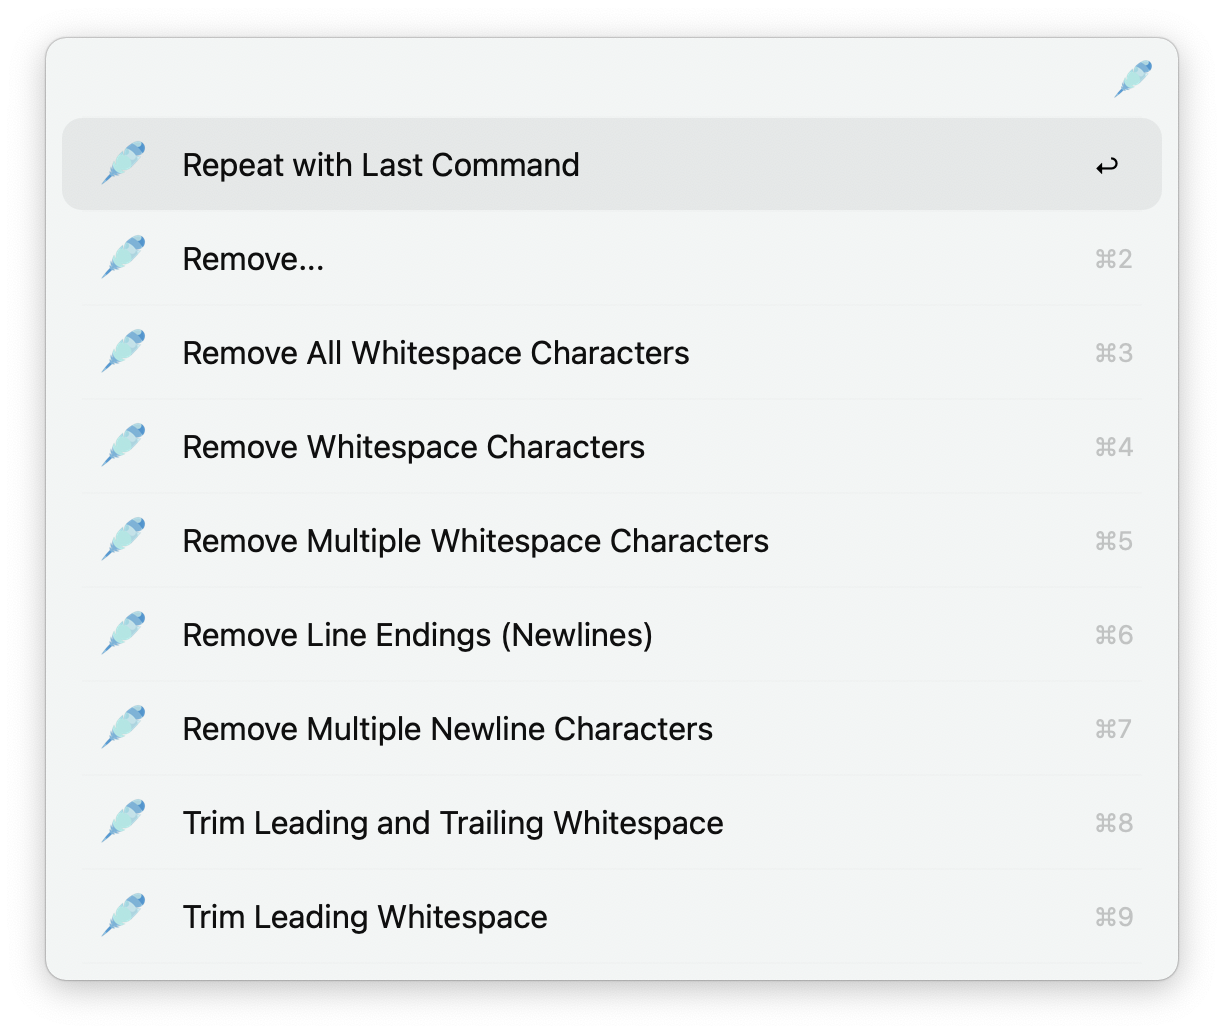 Repeat with Last Command ↩
Remove... ⌘2
Remove All Whitespace Characters ⌘3
Remove Whitespace Characters ⌘4
Remove Multiple Whitespace Characters ⌘5
Remove Line Endings (Newlines) ⌘6
Remove Multiple Newline Characters ⌘7
Trim Leading and Trailing Whitespace ⌘8
Trim Leading Whitespace ⌘9